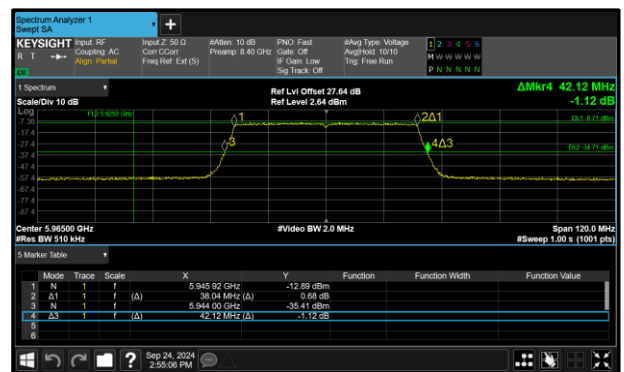 Spectrum Analyzer 1
Swept SA
KEYSIGHT Input: RF Input Z: 50 Ω #Atten: 10 dB PNO: Fast #Avg Type: Voltage 1 2 3 4 5 6
R T Coupling: AC Corr CCorr Preamp: 8.40 GHz Gate: Off Avg|Hold: 10/10 M W W W W W
Align: Partial Freq Ref: Ext (S) IF Gain: Low Trig: Free Run
Sig Track: Off P N N N N N
LW
1 Spectrum Ref Lvl Offset 27.64 dB ΔMkr4 42.12 MHz
Scale/Div 10 dB Ref Level 2.64 dBm -1.12 dB
Log
-7.36
-17.4
-27.4
-37.4
-47.4
-57.4
-67.4
-77.4
-87.4
FL2 5.9250 GHz
1
2Δ1
3
4Δ3
DL1 -8.71 dBm
DL2 -34.71 dBm
Center 5.96500 GHz #Video BW 2.0 MHz Span 120.0 MHz
#Res BW 510 kHz #Sweep 1.00 s (1001 pts)
5 Marker Table
Mode Trace Scale X Y Function Function Width Function Value
1 N 1 f 5.945 92 GHz -12.89 dBm
2 Δ1 1 f (Δ) 38.04 MHz (Δ) 0.68 dB
3 N 1 f 5.944 00 GHz -35.41 dBm
4 Δ3 1 f (Δ) 42.12 MHz (Δ) -1.12 dB
5
6
? Sep 24, 2024
2:55:06 PM